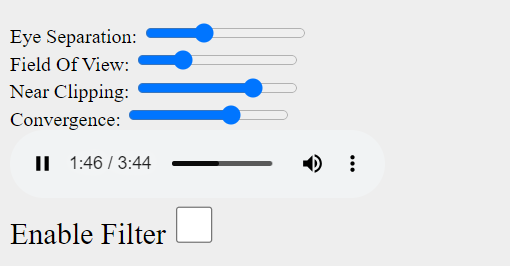 Eye Separation:
Field Of View:
Near Clipping:
Convergence:
1:46 / 3:44
Enable Filter